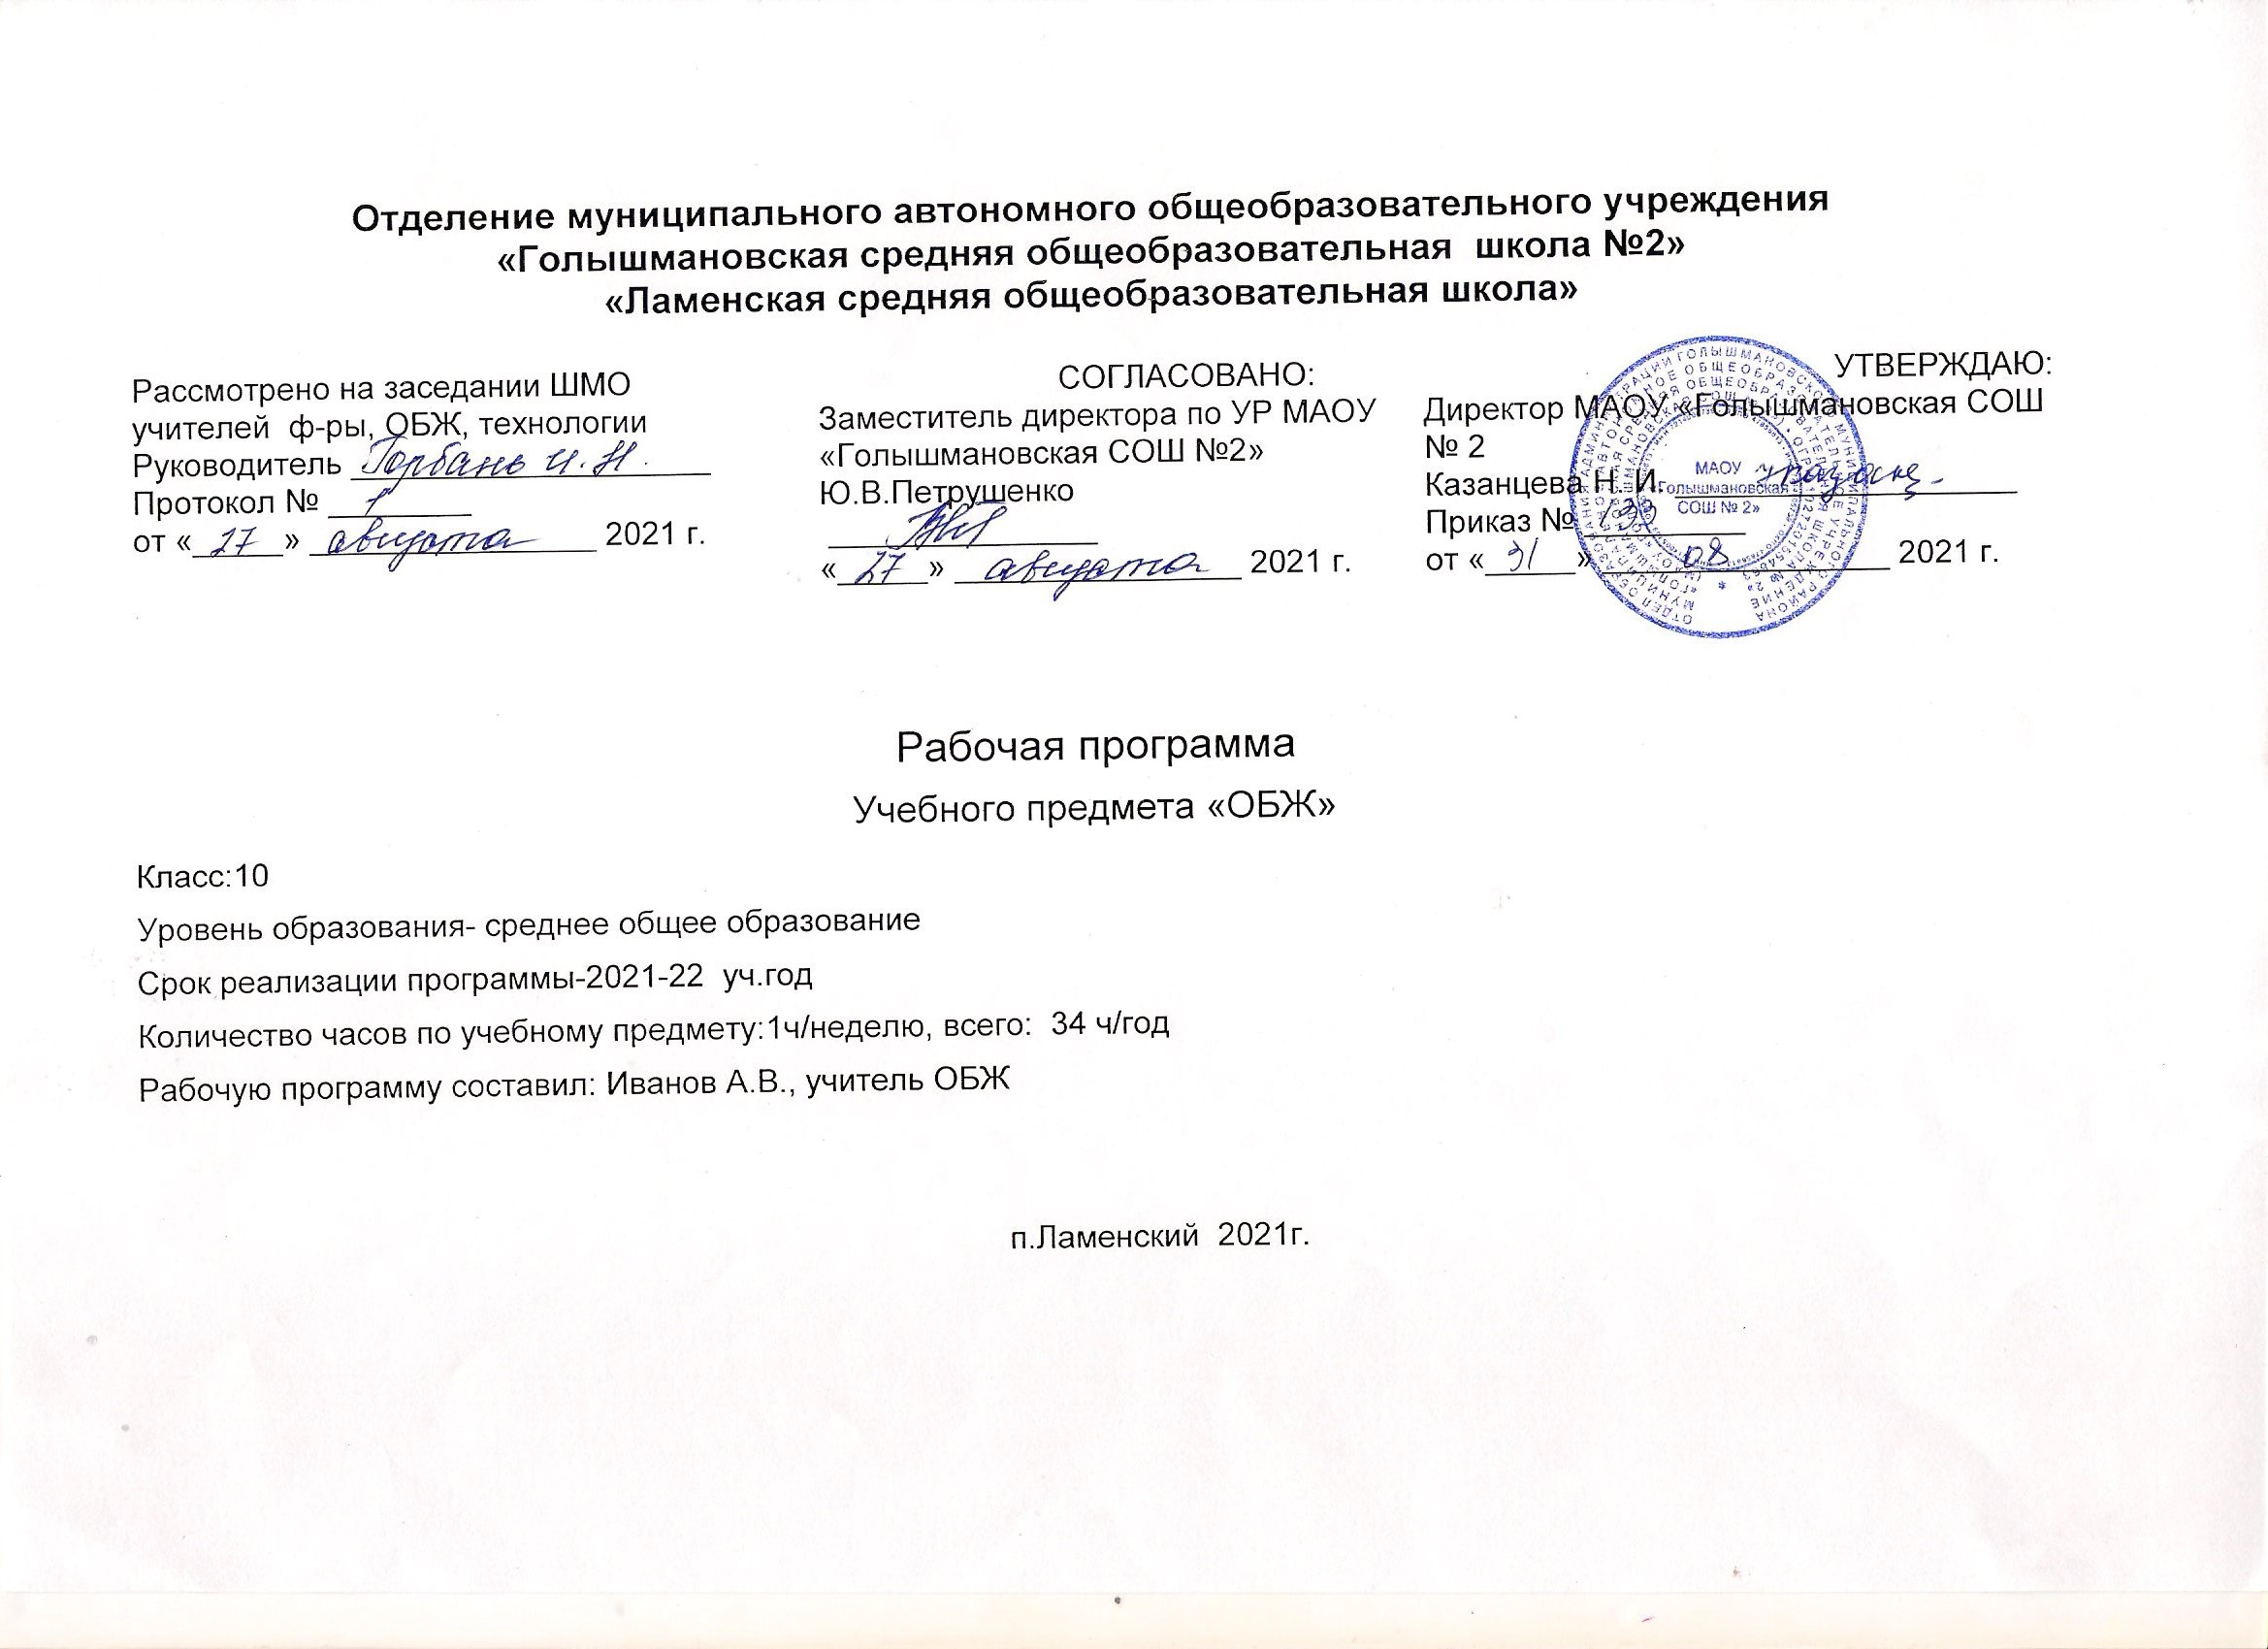 Отделение муниципального автономного общеобразовательного учреждения
«Голышмановская средняя общеобразовательная школа №2»
«Ламенская средняя общеобразовательная школа»
Рассмотрено на заседании ШМО
учителей ф-ры, ОБЖ, технологии
Руководитель Горбань И.Н.
Протокол № 1
от «27» августа 2021 г.
СОГЛАСОВАНО:
Заместитель директора по УР МАОУ
«Голышмановская СОШ №2»
Ю.В.Петрушенко
«27» августа 2021 г.
УТВЕРЖДАЮ:
Директор МАОУ «Голышмановская СОШ
№ 2
Казанцева Н. И.
Приказ №
от «31» 08 2021 г.
МАОУ
«Голышмановская
СОШ № 2»
Рабочая программа
Учебного предмета «ОБЖ»
Класс:10
Уровень образования- среднее общее образование
Срок реализации программы-2021-22 уч.год
Количество часов по учебному предмету:1ч/неделю, всего: 34 ч/год
Рабочую программу составил: Иванов А.В., учитель ОБЖ
п.Ламенский 2021г.